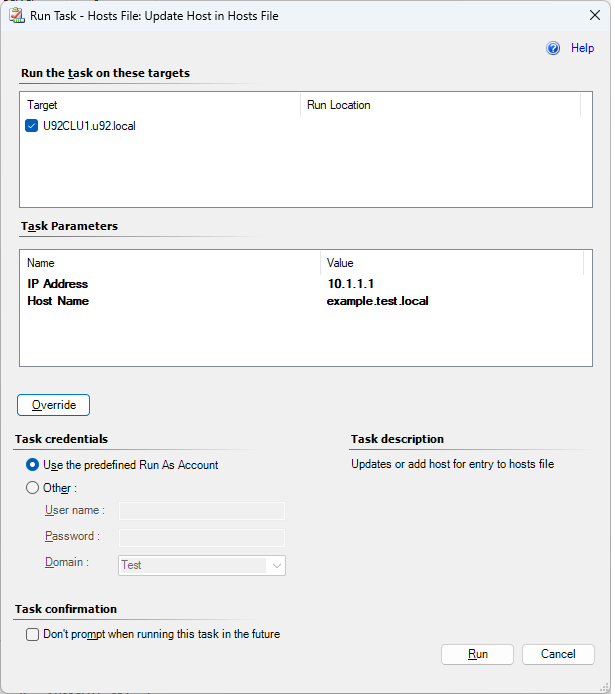 Run Task - Hosts File: Update Host in Hosts File
Help
Run the task on these targets
Target Run Location
U92CLU1.u92.local
Task Parameters
Name Value
IP Address 10.1.1.1
Host Name example.test.local
Override
Task credentials
Use the predefined Run As Account
Other :
User name :
Password :
Domain : Test
Task description
Updates or add host for entry to hosts file
Task confirmation
Don't prompt when running this task in the future
Run Cancel